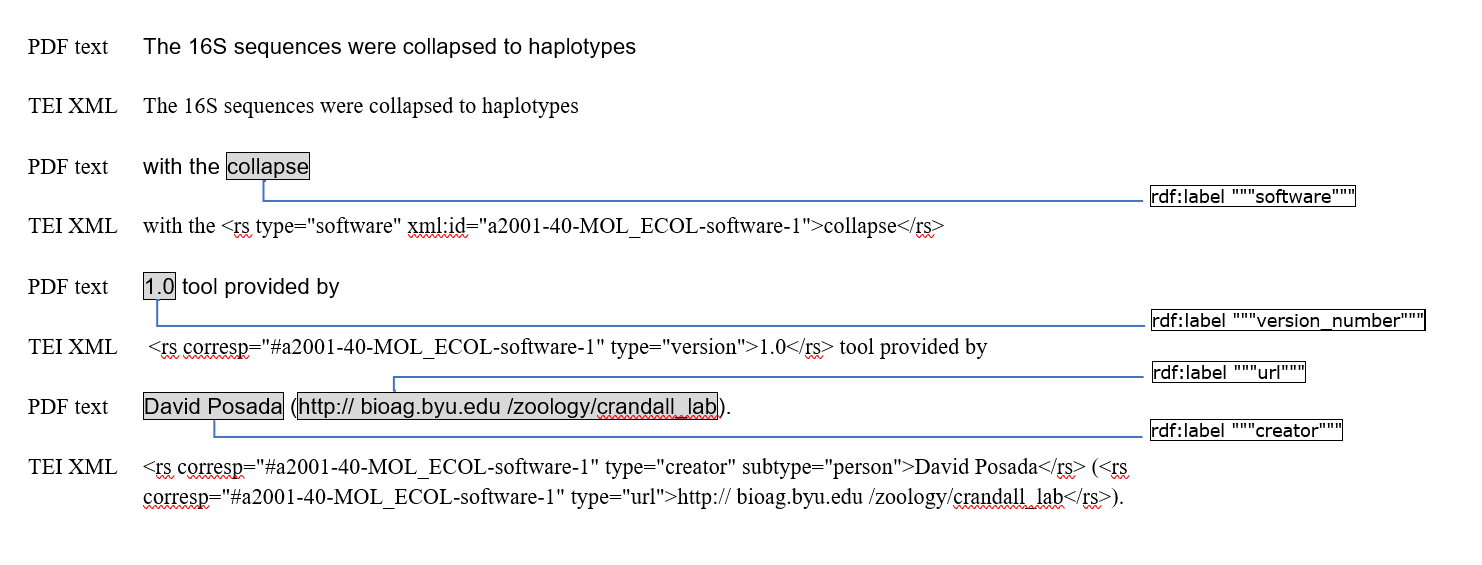 PDF text The 16S sequences were collapsed to haplotypes
TEI XML The 16S sequences were collapsed to haplotypes
PDF text with the collapse
rdf:label """software"""
TEI XML with the <rs type="software" xml:id="a2001-40-MOL_ECOL-software-1">collapse</rs>
PDF text 1.0 tool provided by
rdf:label """version_number"""
TEI XML <rs corresp="#a2001-40-MOL_ECOL-software-1" type="version">1.0</rs> tool provided by
rdf:label """url"""
PDF text David Posada (http:// bioag.byu.edu /zoology/crandall_lab).
rdf:label """creator"""
TEI XML <rs corresp="#a2001-40-MOL_ECOL-software-1" type="creator" subtype="person">David Posada</rs> (<rs
corresp="#a2001-40-MOL_ECOL-software-1" type="url">http:// bioag.byu.edu /zoology/crandall_lab</rs>).